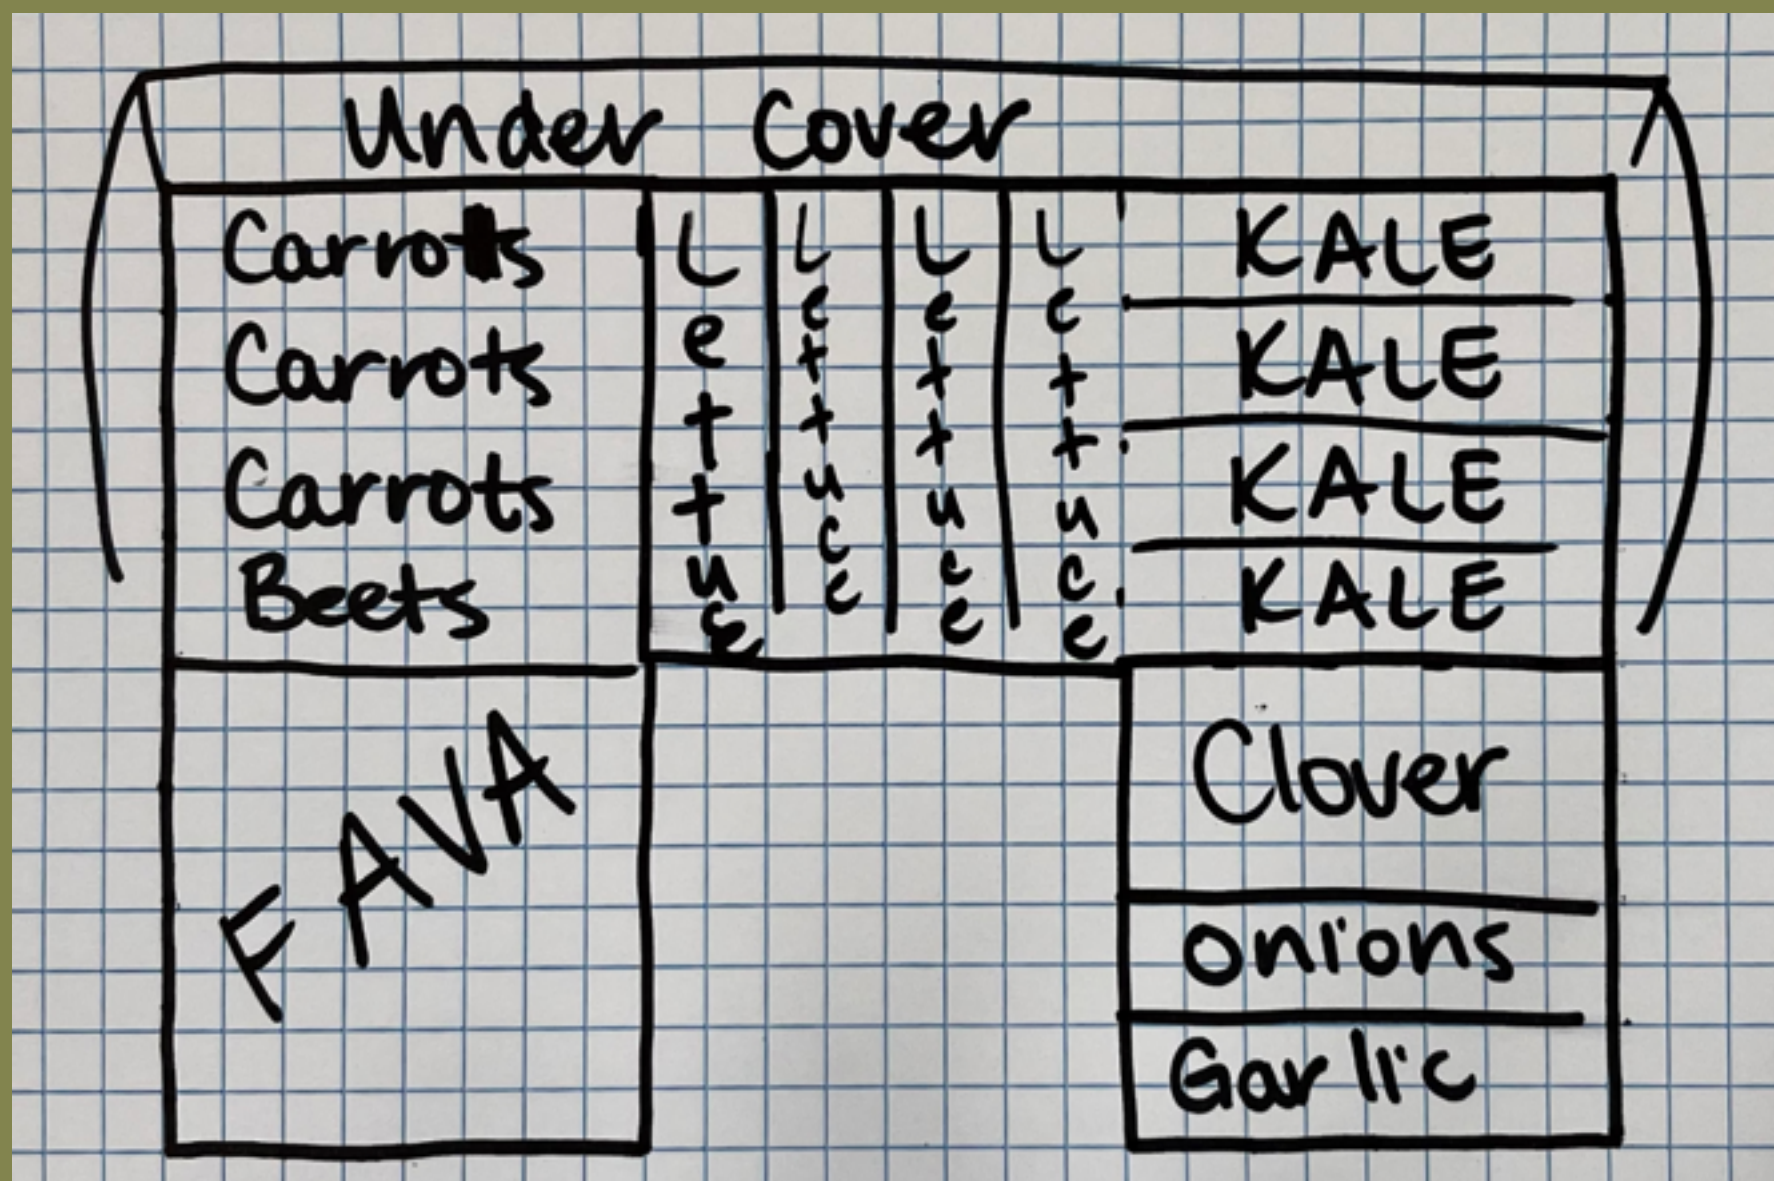 Under Cover
Carrots
Carrots
Carrots
Beets
Lettuce
Lettuce
Lettuce
Lettuce
KALE
KALE
KALE
KALE
FAVA
Clover
onions
Garlic